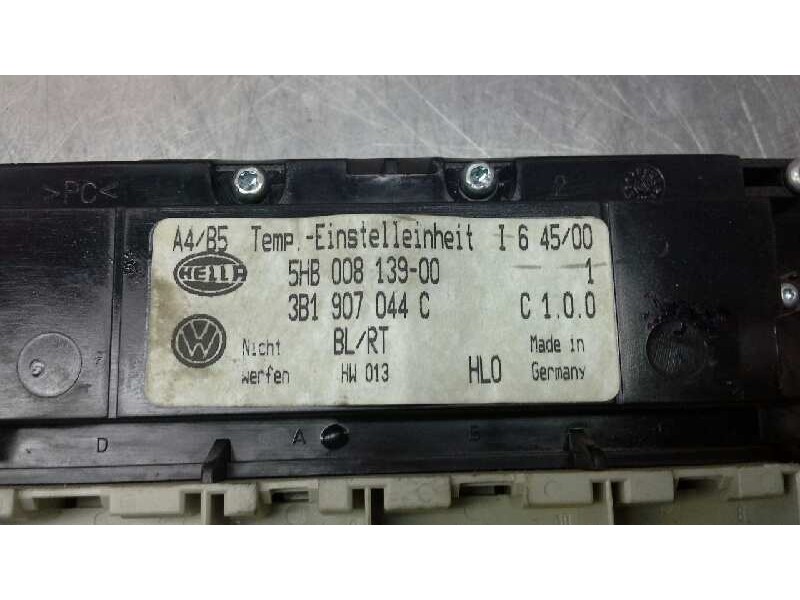 >PC<
A4/B5 Temp.-Einstelleinheit I 6 45/00
HELLA 5HB 008 139-00 1
3B1 907 044 C C 1.0.0
VW Nicht werfen BL/RT HW 013 HLO Made in Germany
D A